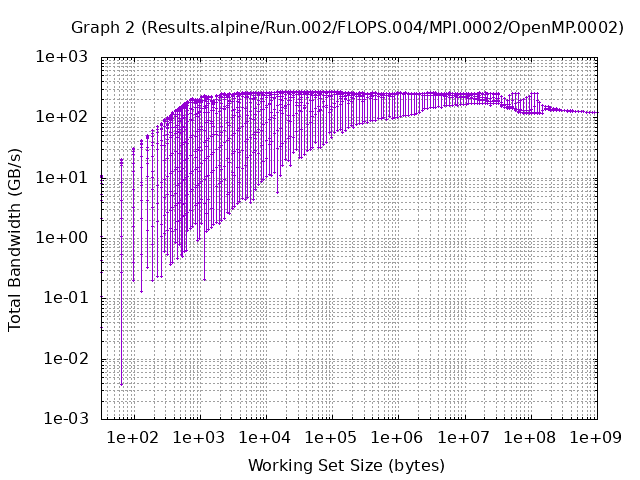 Graph 2 (Results.alpine/Run.002/FLOPS.004/MPI.0002/OpenMP.0002)
1e+03
1e+02
1e+01
1e+00
1e-01
1e-02
1e-03
Total Bandwidth (GB/s)
1e+02 1e+03 1e+04 1e+05 1e+06 1e+07 1e+08 1e+09
Working Set Size (bytes)